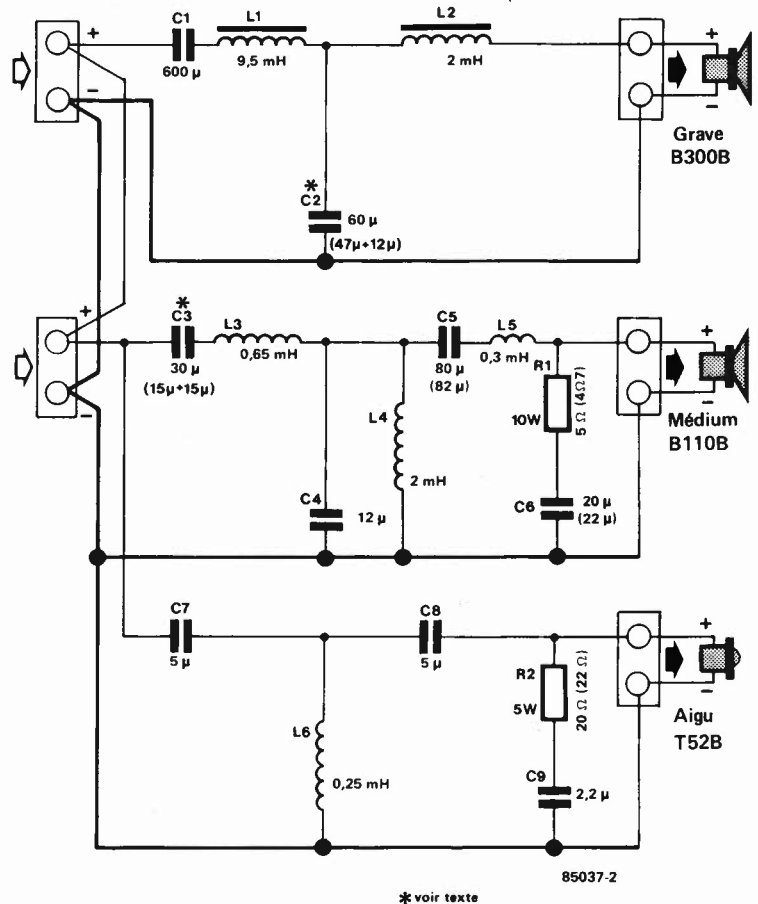 C1
L1
L2
+
600 µ
9,5 mH
2 mH
+
−
−
Grave
B300B
*
C2
60 µ
(47µ+12µ)
+
*
C3
L3
C5
L5
+
30 µ
0,65 mH
80 µ
0,3 mH
(15µ+15µ)
(82 µ)
R1
5 Ω (4Ω7)
10W
−
−
Médium
B110B
L4
2 mH
C4
12 µ
C6
20 µ
(22 µ)
C7
C8
+
5 µ
5 µ
R2
20 Ω (22 Ω)
5W
−
Aigu
T52B
L6
0,25 mH
C9
2,2 µ
85037-2
* voir texte